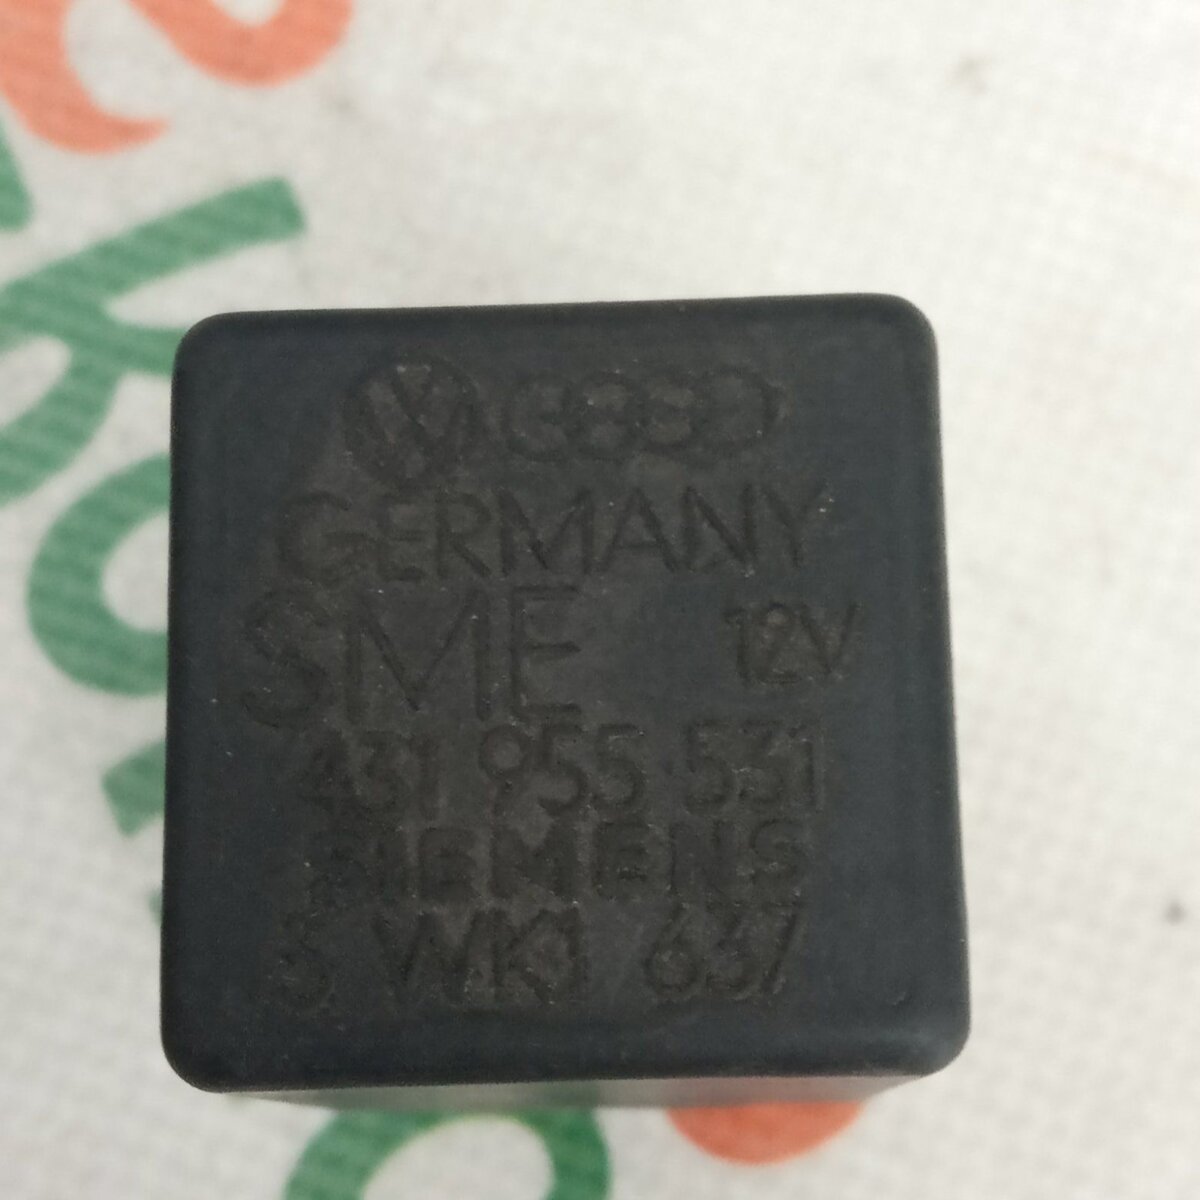 GERMANY
SME 12V
431 955 531
SIEMENS
5 WK1 637